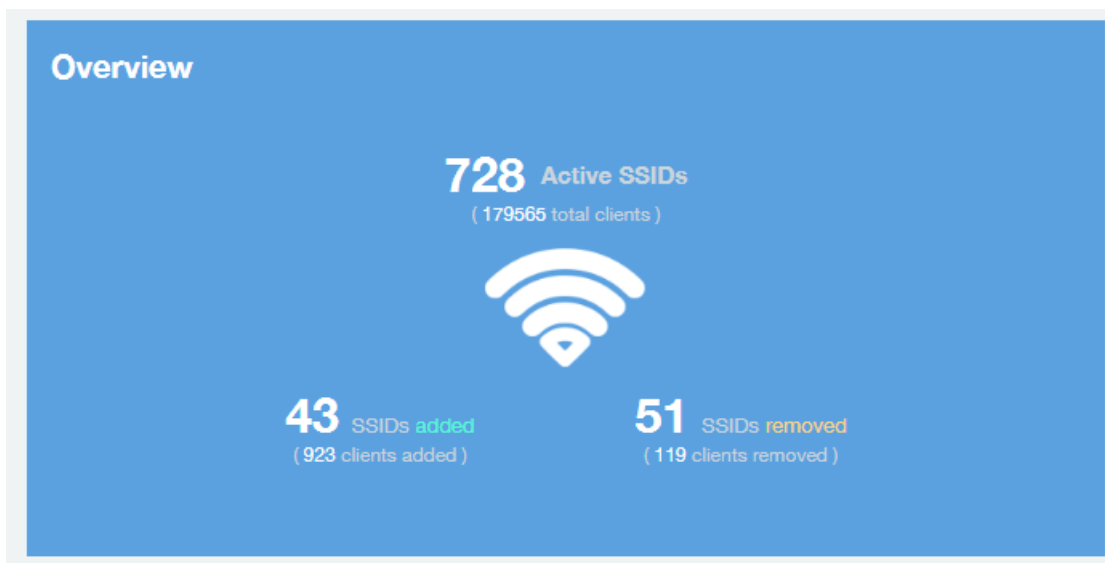 Overview
728 Active SSIDs
( 179565 total clients )
43 SSIDs added
( 923 clients added )
51 SSIDs removed
( 119 clients removed )